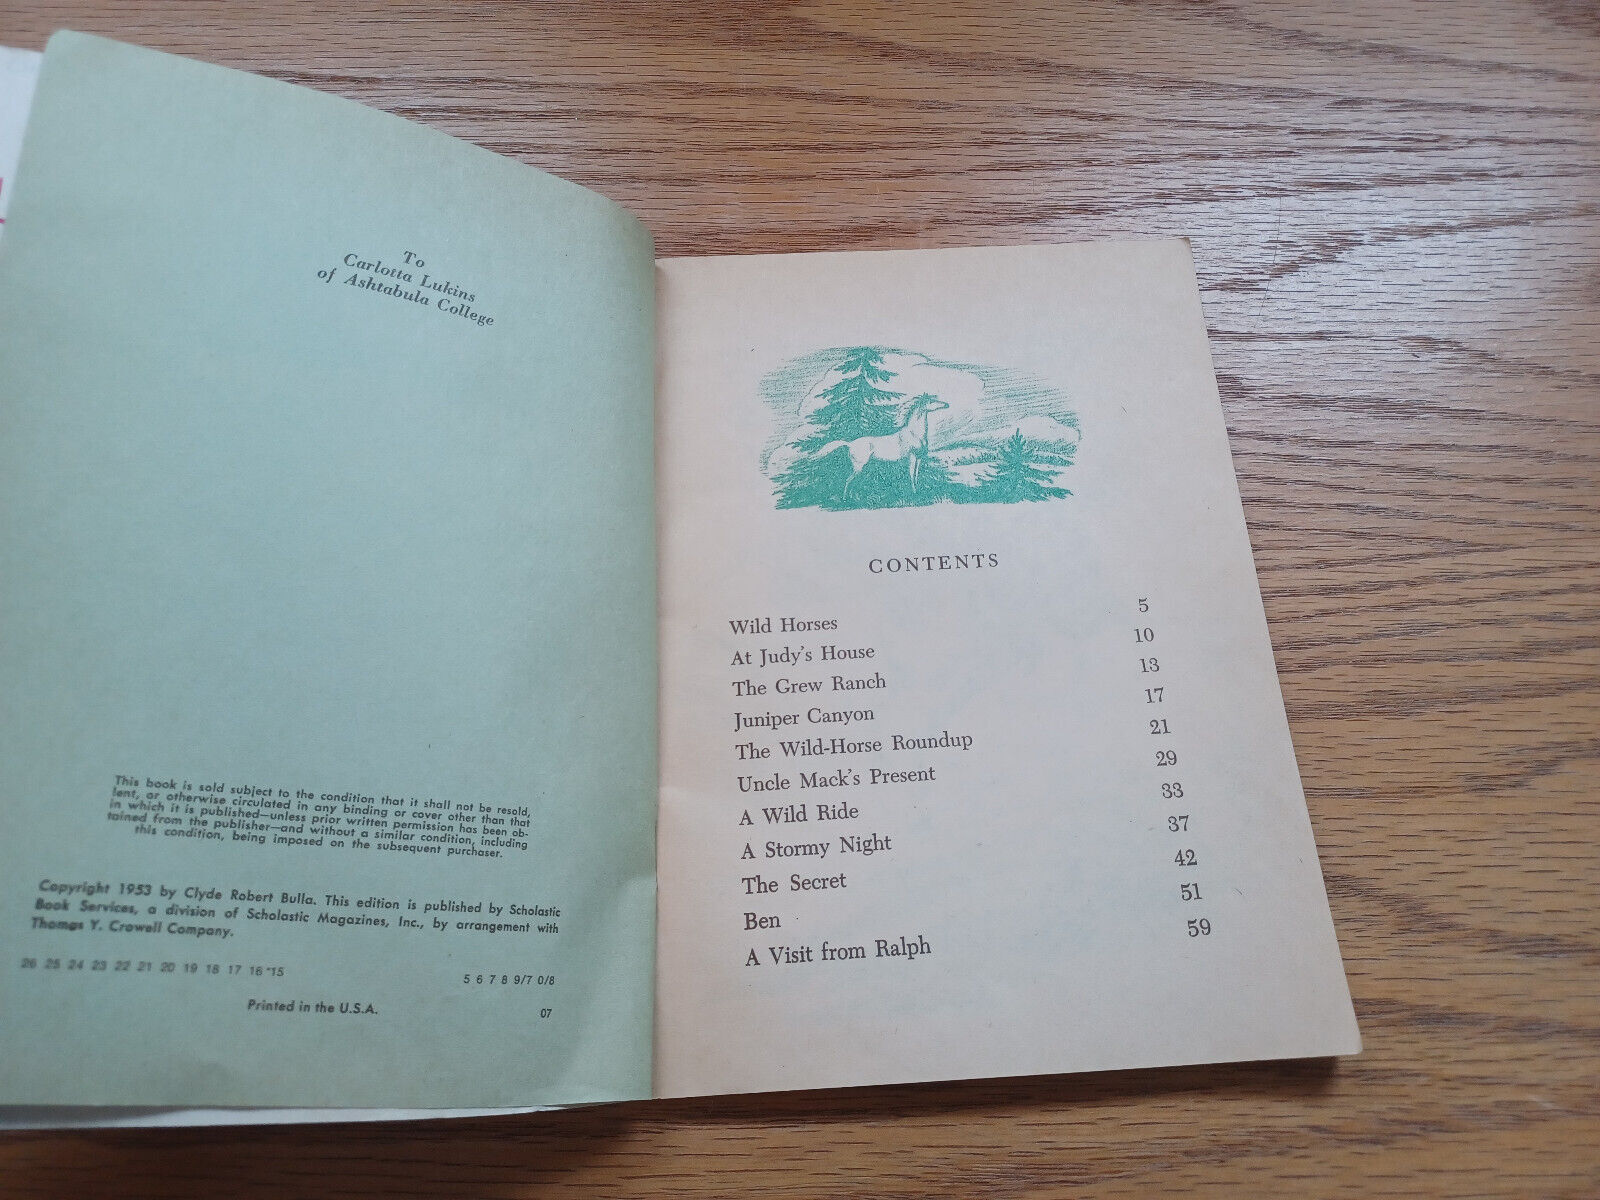 To
Carlotta Lukins
of Ashtabula College
This book is sold subject to the condition that it shall not be resold,
lent, or otherwise circulated in any binding or cover other than that
in which it is published—unless prior written permission has been ob-
tained from the publisher—and without a similar condition, including
this condition, being imposed on the subsequent purchaser.
Copyright 1953 by Clyde Robert Bulla. This edition is published by Scholastic
Book Services, a division of Scholastic Magazines, Inc., by arrangement with
Thomas Y. Crowell Company.
26 25 24 23 22 21 20 19 18 17 16 15 5 6 7 8 9/7 0/8
Printed in the U.S.A. 07
CONTENTS
Wild Horses 5
At Judy's House 10
The Grew Ranch 13
Juniper Canyon 17
The Wild-Horse Roundup 21
Uncle Mack's Present 29
A Wild Ride 33
A Stormy Night 37
The Secret 42
Ben 51
A Visit from Ralph 59